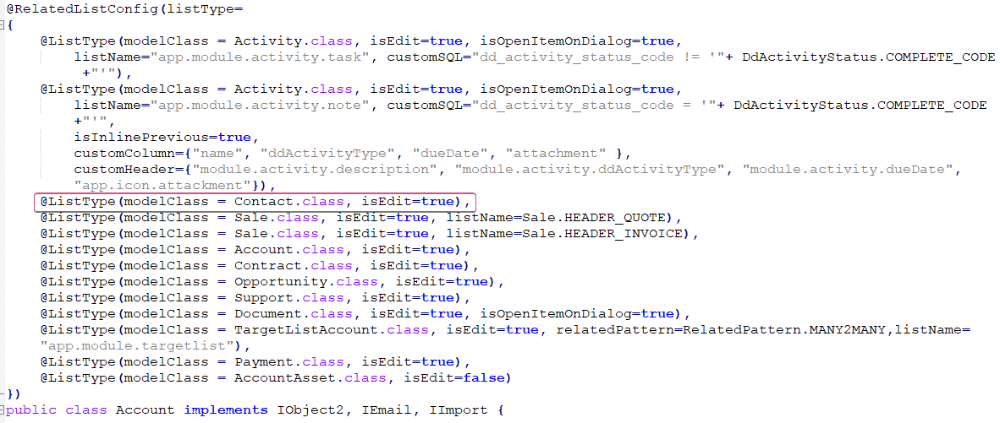 @RelatedListConfig(listType=
{
@ListType(modelClass = Activity.class, isEdit=true, isOpenItemOnDialog=true,
listName="app.module.activity.task", customSQL="dd_activity_status_code != '"+ DdActivityStatus.COMPLETE_CODE
+"'"),
@ListType(modelClass = Activity.class, isEdit=true, isOpenItemOnDialog=true,
listName="app.module.activity.note", customSQL="dd_activity_status_code = '"+ DdActivityStatus.COMPLETE_CODE
+"'",
isInlinePrevious=true,
customColumn={"name", "ddActivityType", "dueDate", "attachment" },
customHeader={"module.activity.description", "module.activity.ddActivityType", "module.activity.dueDate",
"app.icon.attackment"}),
@ListType(modelClass = Contact.class, isEdit=true),
@ListType(modelClass = Sale.class, isEdit=true, listName=Sale.HEADER_QUOTE),
@ListType(modelClass = Sale.class, isEdit=true, listName=Sale.HEADER_INVOICE),
@ListType(modelClass = Account.class, isEdit=true),
@ListType(modelClass = Contract.class, isEdit=true),
@ListType(modelClass = Opportunity.class, isEdit=true),
@ListType(modelClass = Support.class, isEdit=true),
@ListType(modelClass = Document.class, isEdit=true, isOpenItemOnDialog=true),
@ListType(modelClass = TargetListAccount.class, isEdit=true, relatedPattern=RelatedPattern.MANY2MANY,listName=
"app.module.targetlist"),
@ListType(modelClass = Payment.class, isEdit=true),
@ListType(modelClass = AccountAsset.class, isEdit=false)
})
public class Account implements IObject2, IEmail, IImport {